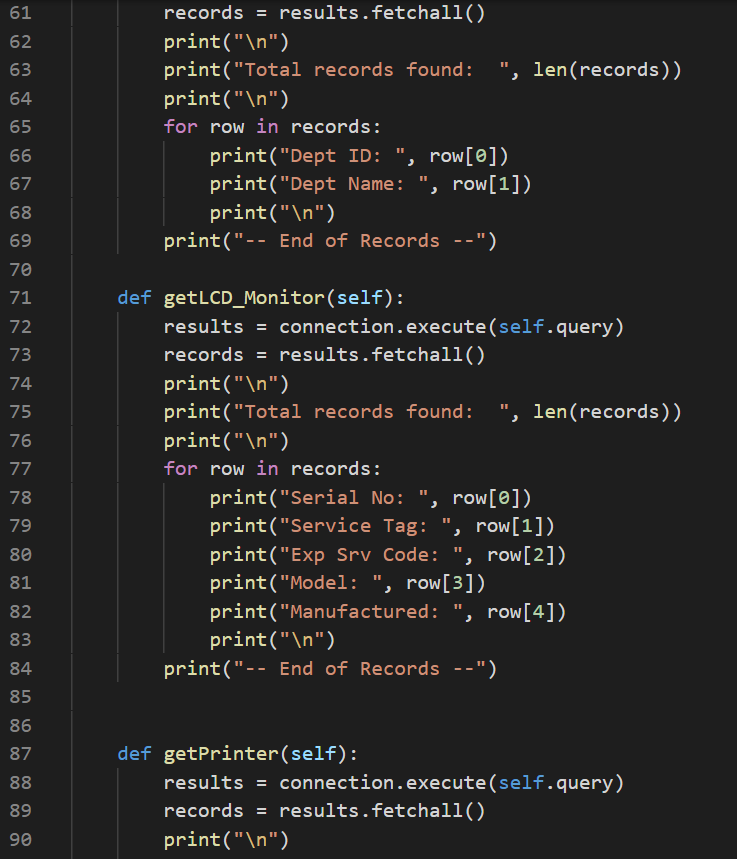 61 records = results.fetchall()
62 print("\n")
63 print("Total records found:  ", len(records))
64 print("\n")
65 for row in records:
66 print("Dept ID: ", row[0])
67 print("Dept Name: ", row[1])
68 print("\n")
69 print("-- End of Records --")
70
71 def getLCD_Monitor(self):
72 results = connection.execute(self.query)
73 records = results.fetchall()
74 print("\n")
75 print("Total records found:  ", len(records))
76 print("\n")
77 for row in records:
78 print("Serial No: ", row[0])
79 print("Service Tag: ", row[1])
80 print("Exp Srv Code: ", row[2])
81 print("Model: ", row[3])
82 print("Manufactured: ", row[4])
83 print("\n")
84 print("-- End of Records --")
85
86
87 def getPrinter(self):
88 results = connection.execute(self.query)
89 records = results.fetchall()
90 print("\n")